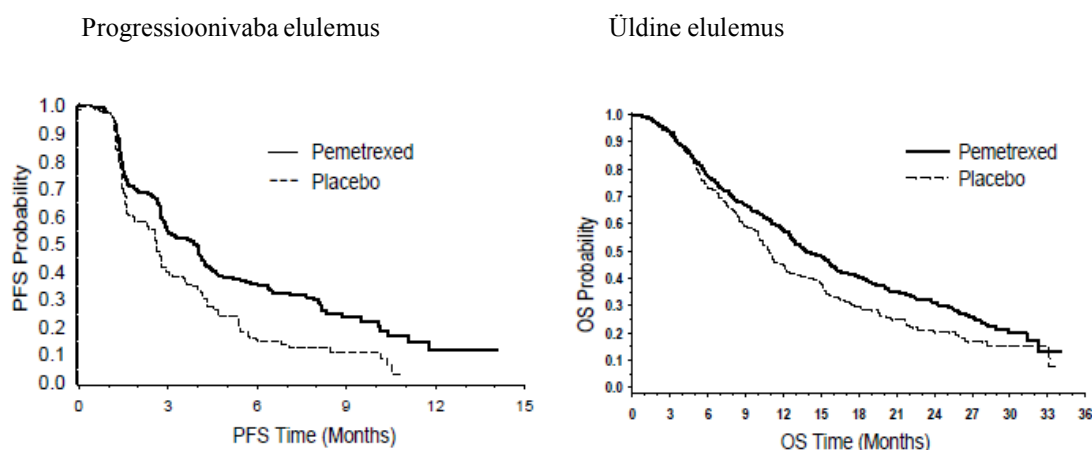 Progressioonivaba elulemus
Üldine elulemus
PFS Probability
1.0
0.9
0.8
0.7
0.6
0.5
0.4
0.3
0.2
0.1
0.0
Pemetrexed
Placebo
0 3 6 9 12 15
PFS Time (Months)
OS Probability
1.0
0.9
0.8
0.7
0.6
0.5
0.4
0.3
0.2
0.1
0.0
Pemetrexed
Placebo
0 3 6 9 12 15 18 21 24 27 30 33 36
OS Time (Months)